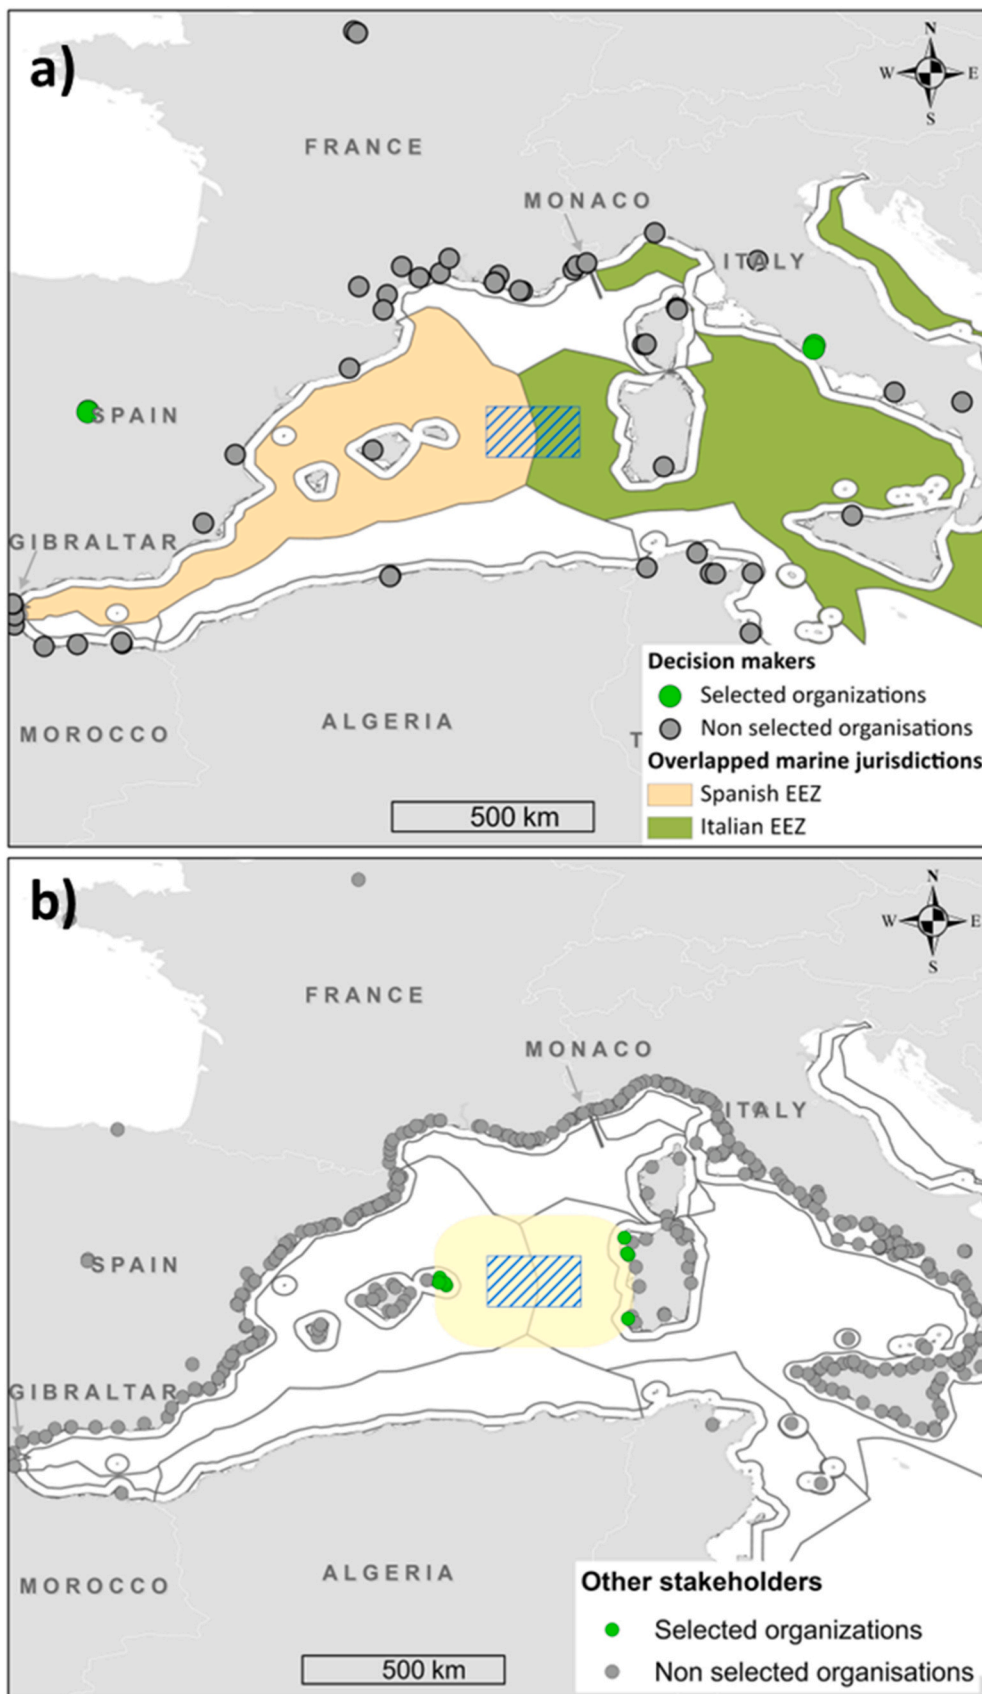 a)
N
W E
S
FRANCE
MONACO
ITALY
SPAIN
GIBRALTAR
MOROCCO
ALGERIA
T
Decision makers
Selected organizations
Non selected organisations
Overlapped marine jurisdictions
Spanish EEZ
Italian EEZ
500 km
b)
N
W E
S
FRANCE
MONACO
ITALY
SPAIN
GIBRALTAR
MOROCCO
ALGERIA
Other stakeholders
Selected organizations
Non selected organisations
500 km